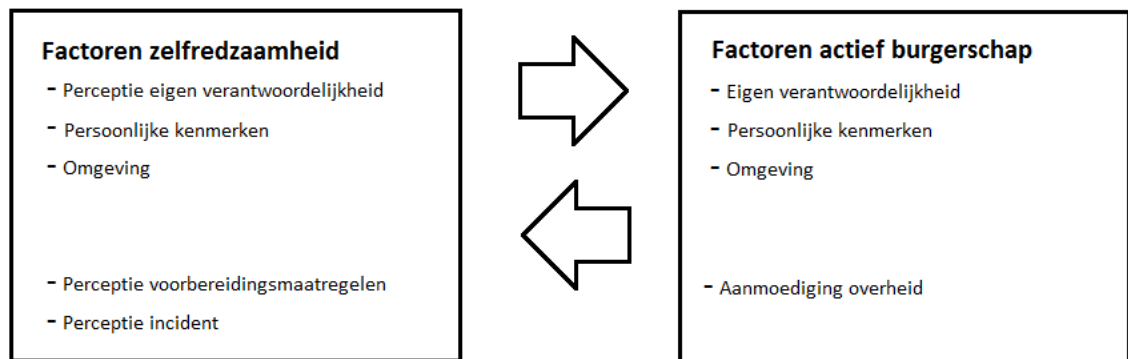 Factoren zelfredzaamheid
- Perceptie eigen verantwoordelijkheid
- Persoonlijke kenmerken
- Omgeving
- Perceptie voorbereidingsmaatregelen
- Perceptie incident
Factoren actief burgerschap
- Eigen verantwoordelijkheid
- Persoonlijke kenmerken
- Omgeving
- Aanmoediging overheid